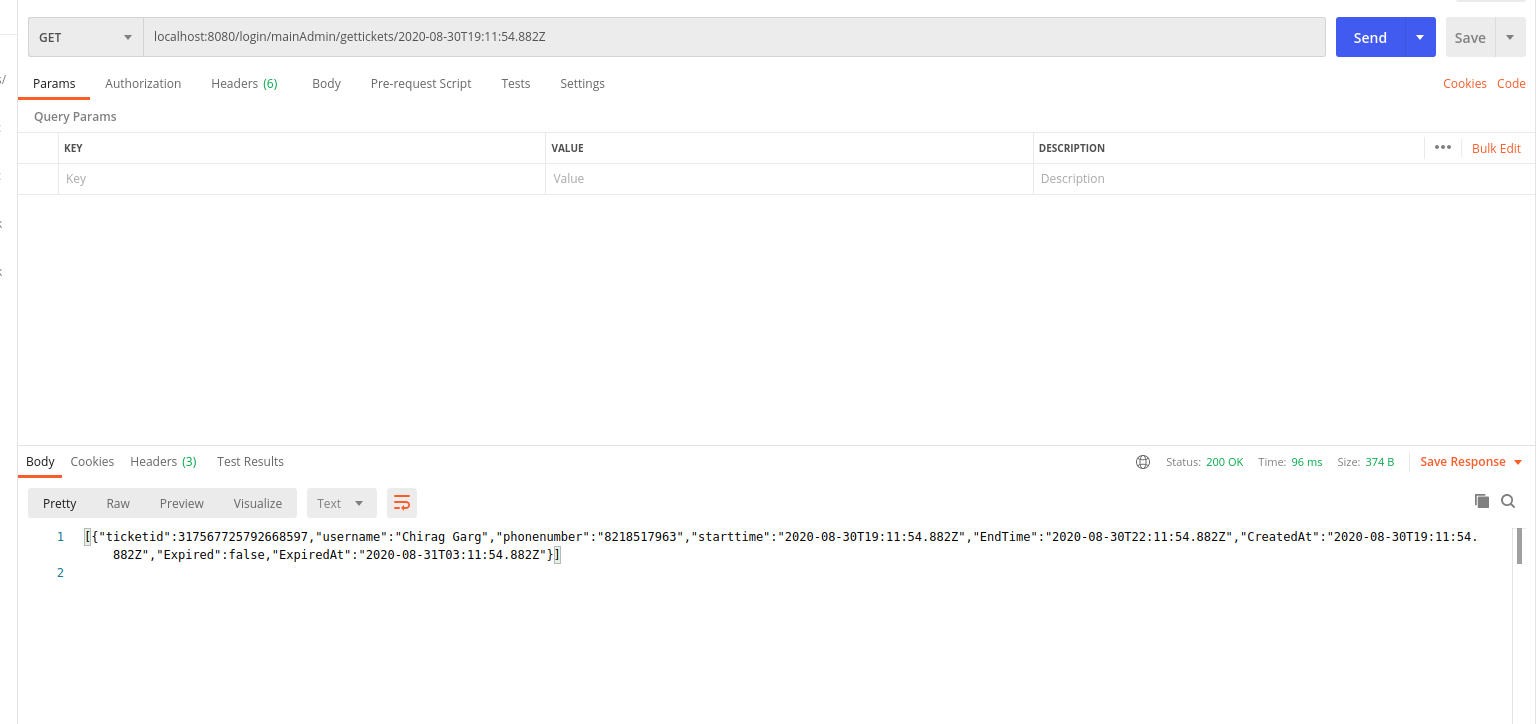 GET localhost:8080/login/mainAdmin/gettickets/2020-08-30T19:11:54.882Z Send Save
Params Authorization Headers (6) Body Pre-request Script Tests Settings Cookies Code
Query Params
KEY VALUE DESCRIPTION ••• Bulk Edit
Key Value Description
Body Cookies Headers (3) Test Results Status: 200 OK Time: 96 ms Size: 374 B Save Response
Pretty Raw Preview Visualize Text
1 [{"ticketid":317567725792668597,"username":"Chirag Garg","phonenumber":"8218517963","starttime":"2020-08-30T19:11:54.882Z","EndTime":"2020-08-30T22:11:54.882Z","CreatedAt":"2020-08-30T19:11:54.
882Z","Expired":false,"ExpiredAt":"2020-08-31T03:11:54.882Z"}]
2